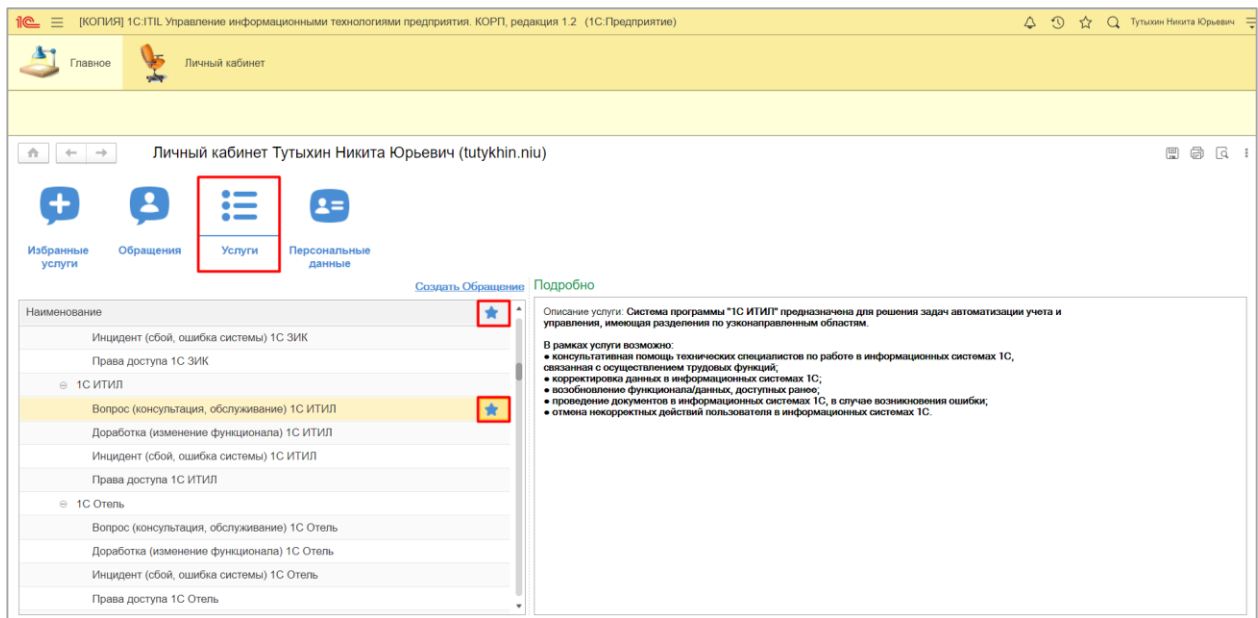 [КОПИЯ] 1С:ITIL Управление информационными технологиями предприятия. КОРП, редакция 1.2 (1С:Предприятие)
Тутыхин Никита Юрьевич
Главное
Личный кабинет
Личный кабинет Тутыхин Никита Юрьевич (tutykhin.niu)
Избранные услуги
Обращения
Услуги
Персональные данные
Создать Обращение
Наименование
Инцидент (сбой, ошибка системы) 1С ЗИК
Права доступа 1С ЗИК
1С ИТИЛ
Вопрос (консультация, обслуживание) 1С ИТИЛ
Доработка (изменение функционала) 1С ИТИЛ
Инцидент (сбой, ошибка системы) 1С ИТИЛ
Права доступа 1С ИТИЛ
1С Отель
Вопрос (консультация, обслуживание) 1С Отель
Доработка (изменение функционала) 1С Отель
Инцидент (сбой, ошибка системы) 1С Отель
Права доступа 1С Отель
Подробно
Описание услуги: Система программы "1С ИТИЛ" предназначена для решения задач автоматизации учета и
управления, имеющая разделения по узконаправленным областям.
В рамках услуги возможно:
● консультативная помощь технических специалистов по работе в информационных системах 1С,
связанная с осуществлением трудовых функций;
● корректировка данных в информационных системах 1С;
● возобновление функционала/данных, доступных ранее;
● проведение документов в информационных системах 1С, в случае возникновения ошибки;
● отмена некорректных действий пользователя в информационных системах 1С.